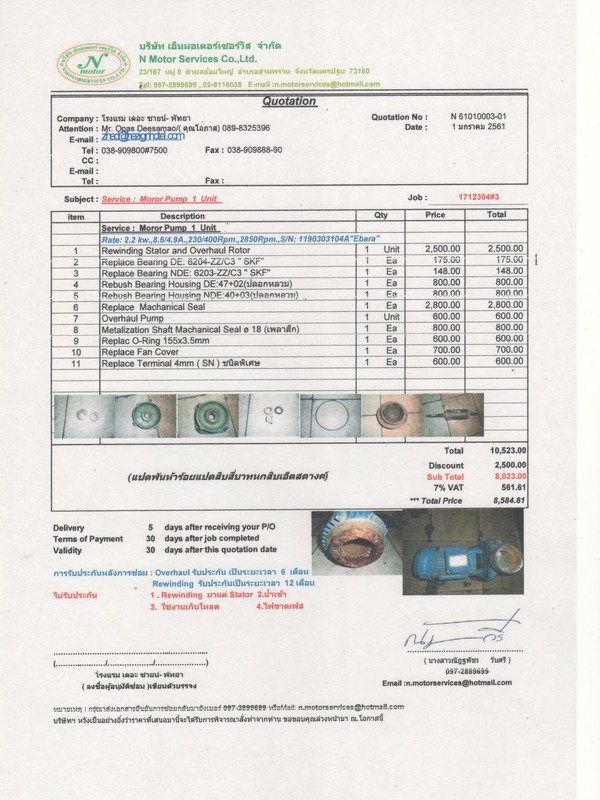 บริษัท เอ็นมอเตอร์เซอร์วิส จำกัด
N Motor Services Co,.Ltd.
N
motor
23/167 หมู่ 8 ตำบลอ้อมใหญ่ อำเภอสามพราน จังหวัดนครปฐม 73160
Tel: 097-2899699 , 02-8116038 E-mail :n.motorservices@hotmail.com
Quotation
Company : โรงแรม เดอะ ซายน์- พัทยา Quotation No : N 61010003-01
Attention : Mr. Opas Deesamao/( คุณโอภาส) 089-8325396 Date : 1 มกราคม 2561
E-mail :
Tel : 038-909800#7500 Fax : 038-909888-90
CC :
E-mail :
Tel : Fax :
Subject : Service : Moror Pump 1 Unit Job : 1712304#3
item Description Qty Price Total
Service : Moror Pump 1 Unit
Rate: 2.2 kw.,8.6/4.9A.,230/400Rpm.,2850Rpm.,S/N: 1190303104A"Ebara"
1 Rewinding Stator and Overhaul Rotor 1 Unit 2,500.00 2,500.00
2 Replace Bearing DE: 6204-ZZ/C3 " SKF" 1 Ea 175.00 175.00
3 Replace Bearing NDE: 6203-ZZ/C3 " SKF" 1 Ea 148.00 148.00
4 Rebush Bearing Housing DE:47+02(ปลอกหลวม) 1 Ea 800.00 800.00
5 Rebush Bearing Housing NDE:40+03(ปลอกหลวม) 1 Ea 800.00 800.00
6 Replace Machanical Seal 1 Ea 2,800.00 2,800.00
7 Overhaul Pump 1 Unit 600.00 600.00
8 Metalization Shaft Machanical Seal ø 18 (เพลาสึก) 1 Ea 800.00 800.00
9 Replac O-Ring 155x3.5mm 1 Ea 600.00 600.00
10 Replace Fan Cover 1 Ea 700.00 700.00
11 Replace Terminal 4mm ( SN ) ชนิดพิเศษ 1 Ea 600.00 600.00
Total 10,523.00
Discount 2,500.00
(แปดพันห้าร้อยแปดสิบสี่บาทหกสิบเอ็ดสตางค์) Sub Total 8,023.00
7% VAT 561.61
*** Total Price 8,584.61
Delivery 5 days after receiving your P/O
Terms of Payment 30 days after job completed
Validity 30 days after this quotation date
การรับประกันหลังการซ่อม : Overhaul รับประกัน เป็นระยะเวลา 6 เดือน
Rewinding รับประกันเป็นระยะเวลา 12 เดือน
ไม่รับประกัน 1 . Rewinding มาแต่ Stator 2.น้ำเข้า
3. ใช้งานเกินโหลด 4.ไฟขาดเฟส
(............/............../................/................)
โรงแรม เดอะ ซายน์- พัทยา
( ลงชื่อผู้อนุมัติซ่อม )เขียนตัวบรรจง
( นางสาวณัฏฐพัชร วันศรี )
097-2899699
Email :n.motorservices@hotmail.com
หมายเหตุ : กรุณาส่งเอกสารยืนยันการซ่อมกลับมายังเบอร์ 097-2899699 หรือMail: n.motorservices@hotmail.com
บริษัทฯ หวังเป็นอย่างยิ่งว่าราคาที่เสนอมานี้จะได้รับการพิจารณาสั่งทำจากท่าน ขอขอบคุณล่วงหน้ามา ณ.โอกาสนี้